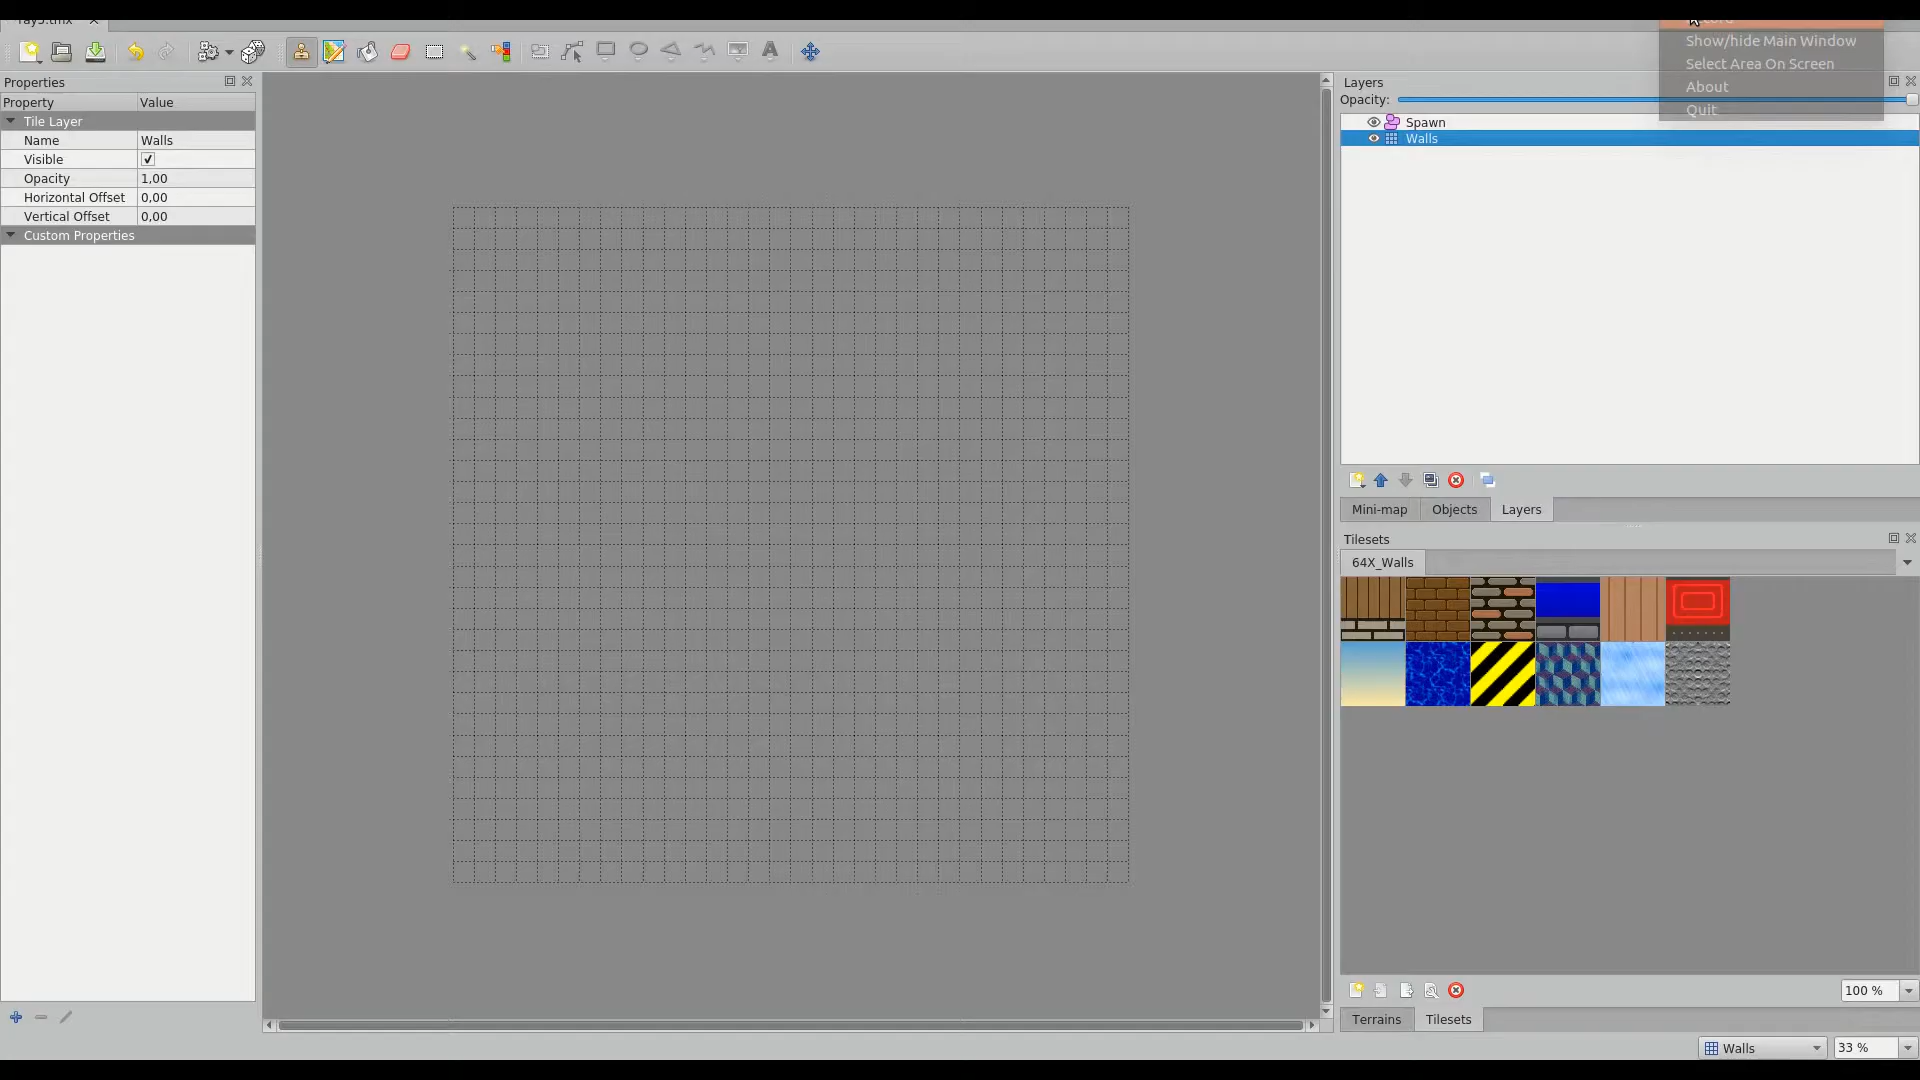 ray5.tmx
Show/hide Main Window
Select Area On Screen
About
Quit
Properties
Property Value
Tile Layer
Name Walls
Visible
Opacity 1,00
Horizontal Offset 0,00
Vertical Offset 0,00
Custom Properties
Layers
Opacity:
Spawn
Walls
Mini-map Objects Layers
Tilesets
64X_Walls
100 %
Terrains Tilesets
Walls 33 %